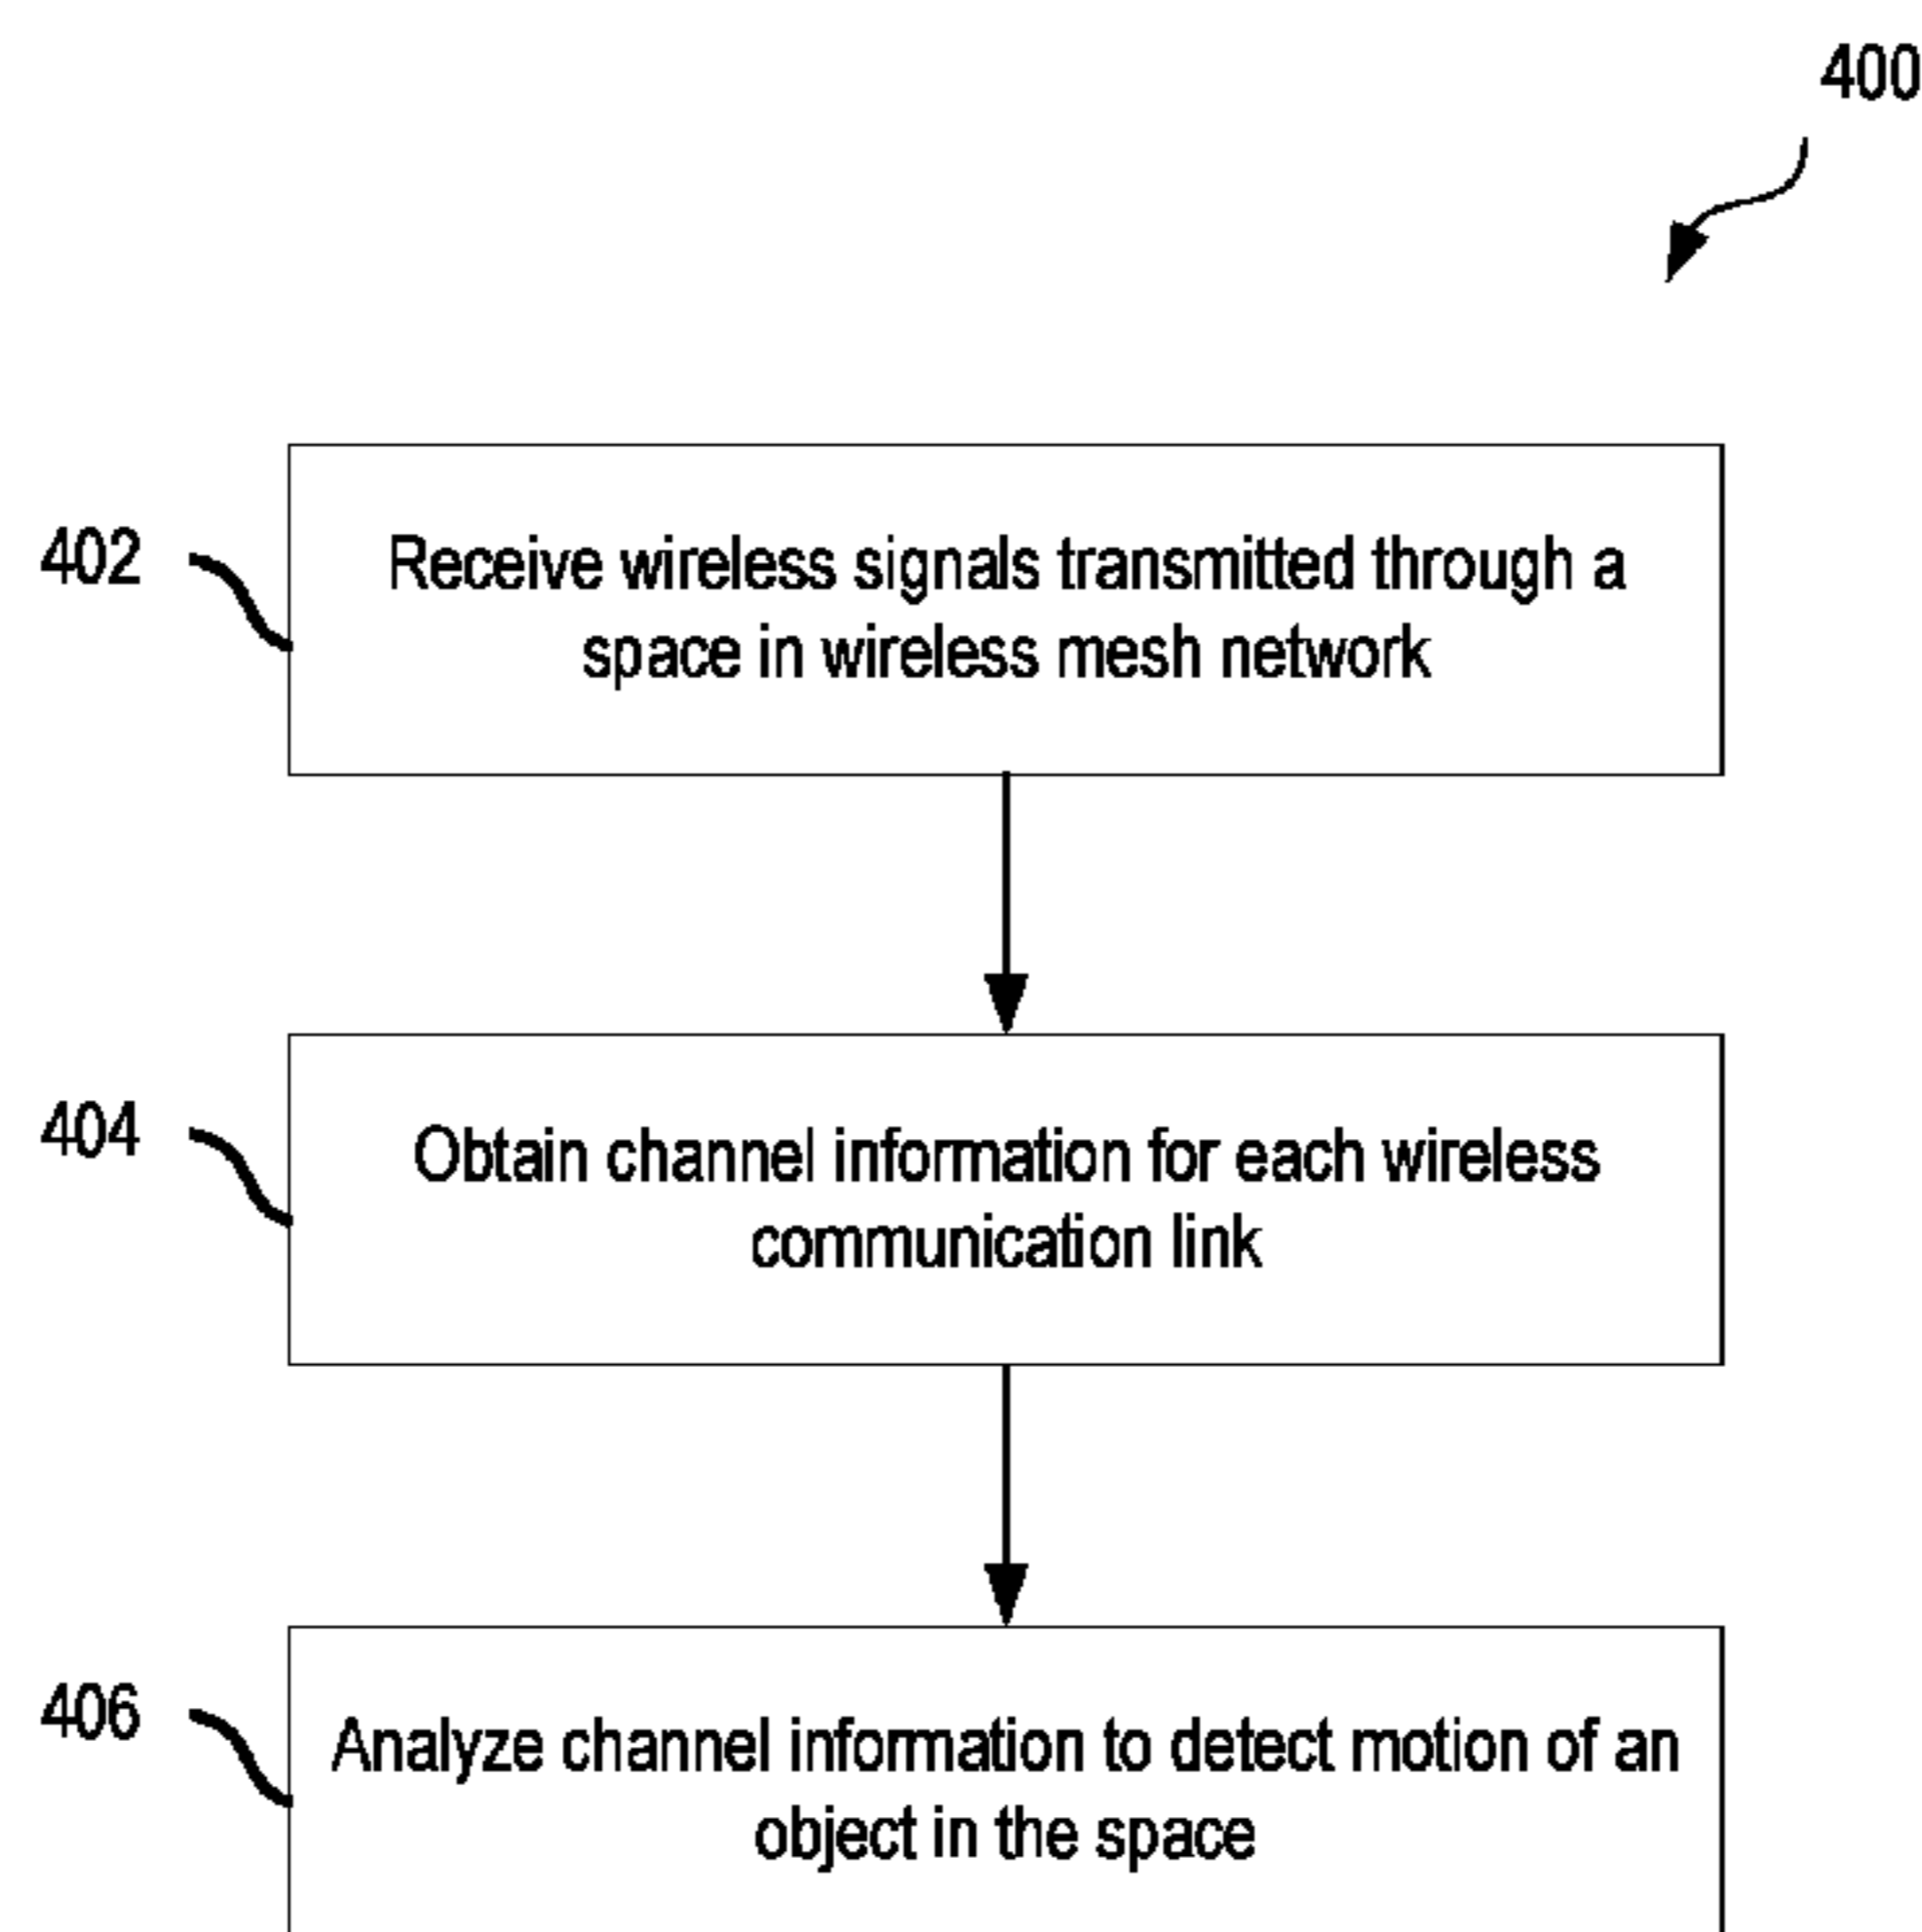 400
402
Receive wireless signals transmitted through a
space in wireless mesh network
404
Obtain channel information for each wireless
communication link
406
Analyze channel information to detect motion of an
object in the space